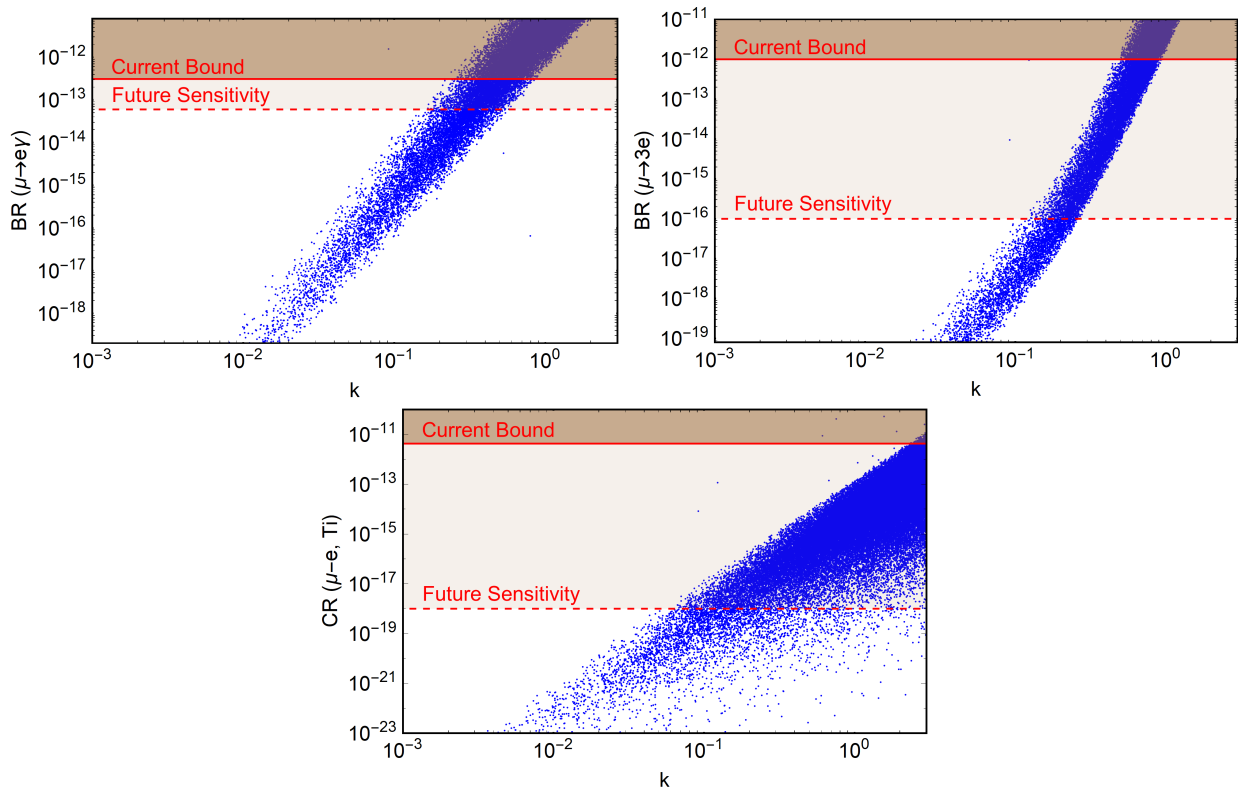 10⁻¹²
10⁻¹³
10⁻¹⁴
10⁻¹⁵
10⁻¹⁶
10⁻¹⁷
10⁻¹⁸
BR (μ→eγ)
Current Bound
Future Sensitivity
10⁻³
10⁻²
10⁻¹
10⁰
k
10⁻¹¹
10⁻¹²
10⁻¹³
10⁻¹⁴
10⁻¹⁵
10⁻¹⁶
10⁻¹⁷
10⁻¹⁸
10⁻¹⁹
BR (μ→3e)
Current Bound
Future Sensitivity
10⁻³
10⁻²
10⁻¹
10⁰
k
10⁻¹¹
10⁻¹³
10⁻¹⁵
10⁻¹⁷
10⁻¹⁹
10⁻²¹
10⁻²³
CR (μ−e, Ti)
Current Bound
Future Sensitivity
10⁻³
10⁻²
10⁻¹
10⁰
k